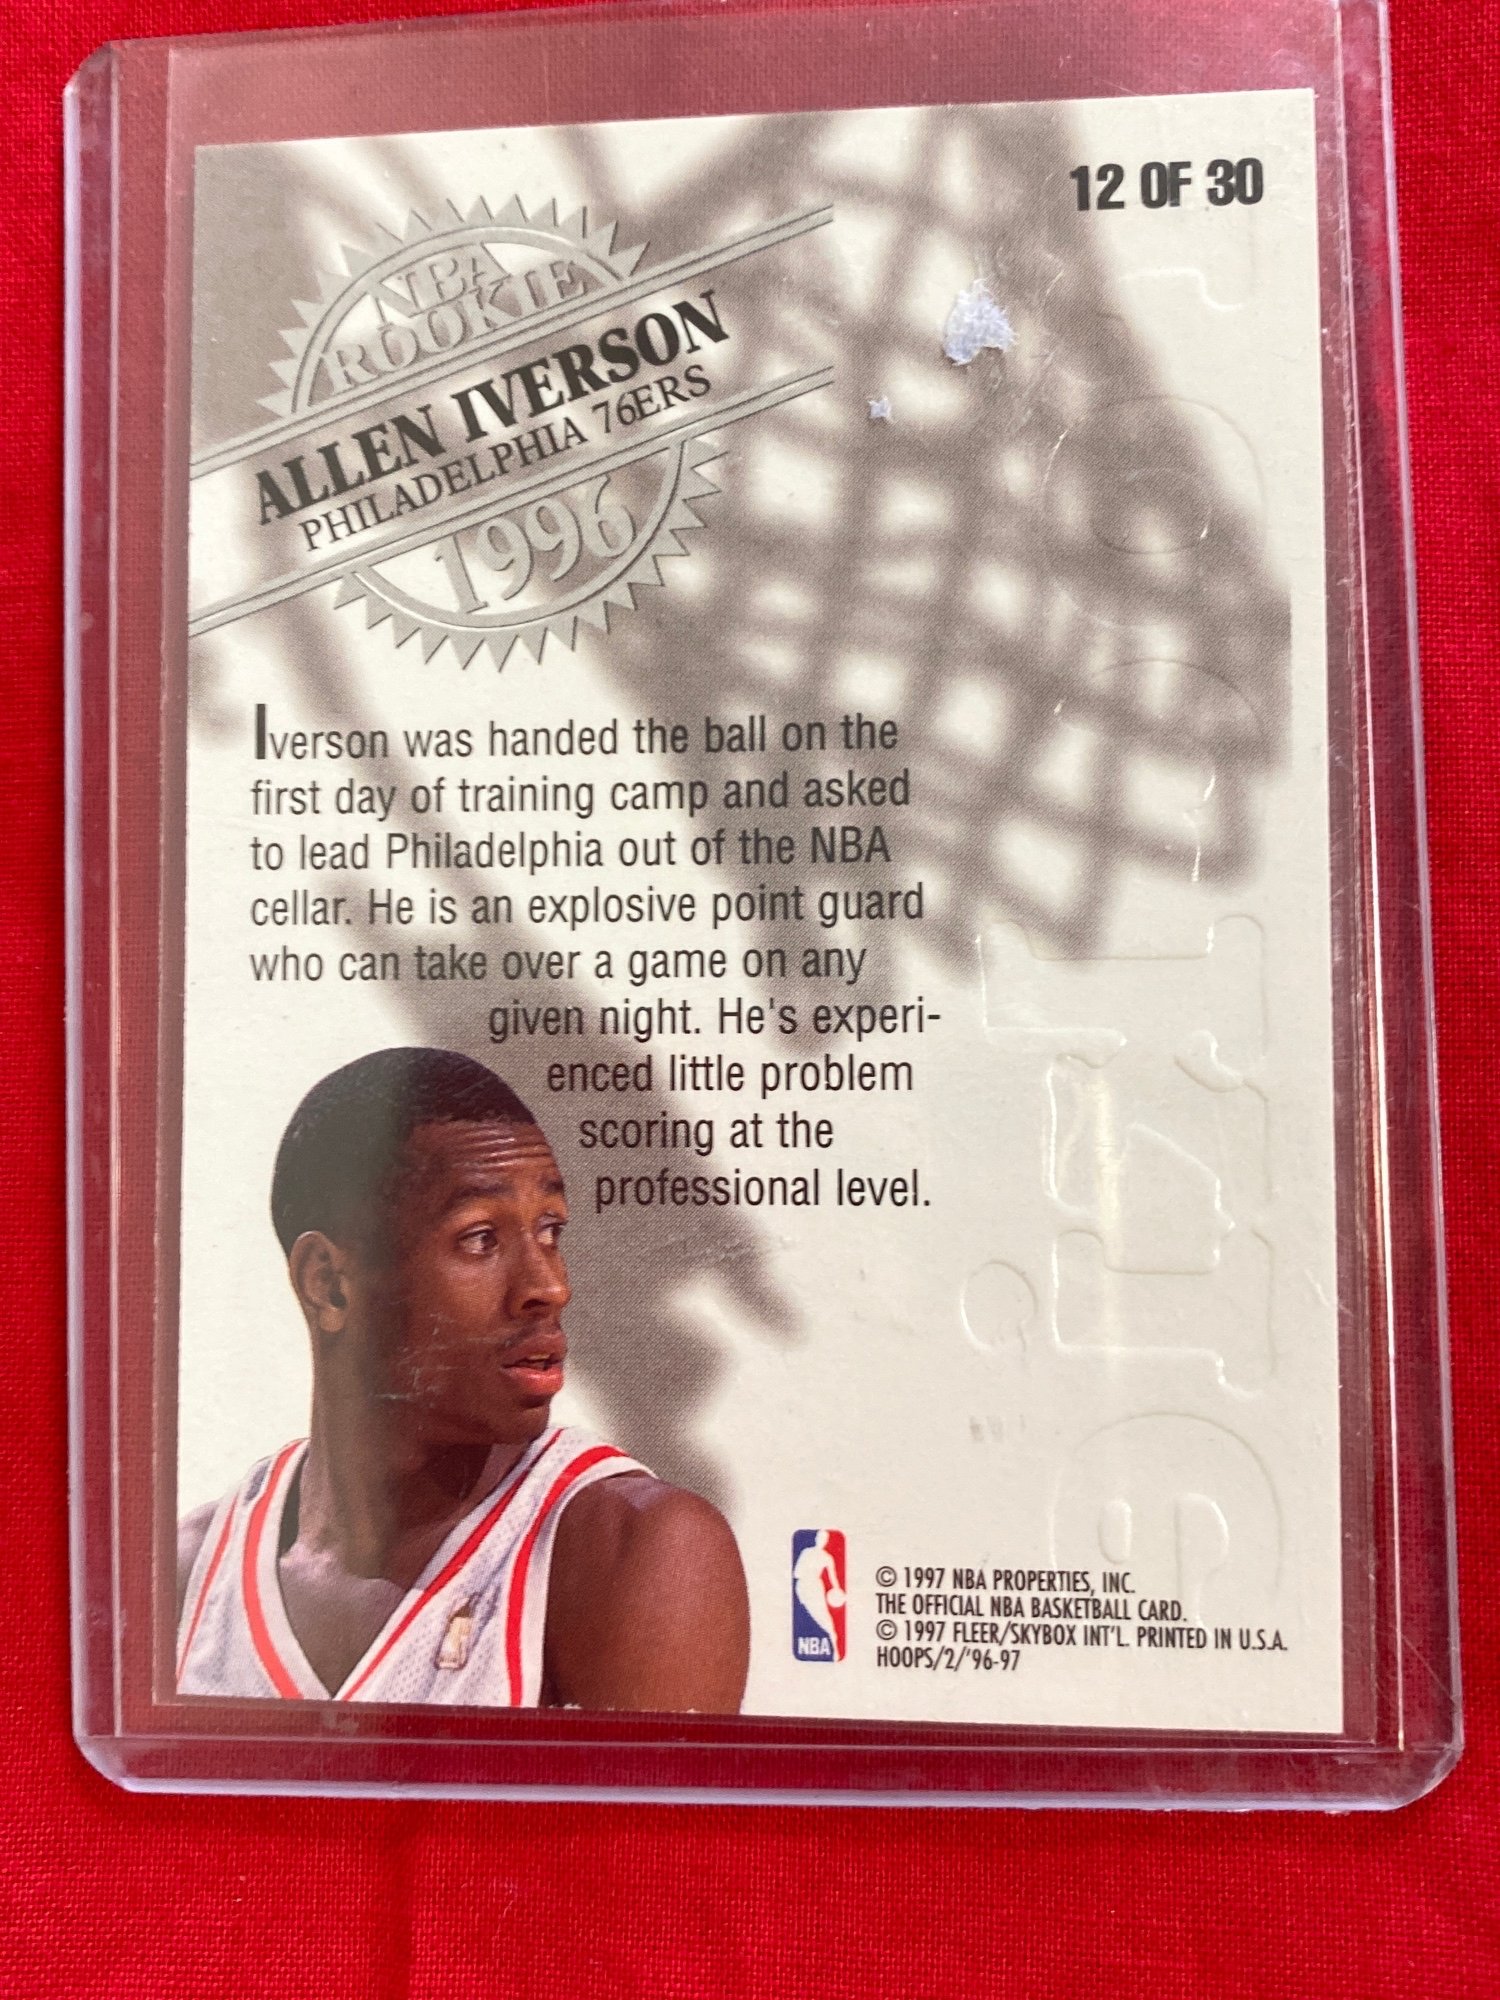 12 OF 30
NBA
ROOKIE
ALLEN IVERSON
PHILADELPHIA 76ERS
1996
Iverson was handed the ball on the
first day of training camp and asked
to lead Philadelphia out of the NBA
cellar. He is an explosive point guard
who can take over a game on any
given night. He's experi-
enced little problem
scoring at the
professional level.
NBA
© 1997 NBA PROPERTIES, INC.
THE OFFICIAL NBA BASKETBALL CARD.
© 1997 FLEER/SKYBOX INT'L. PRINTED IN U.S.A.
HOOPS/2/'96-97